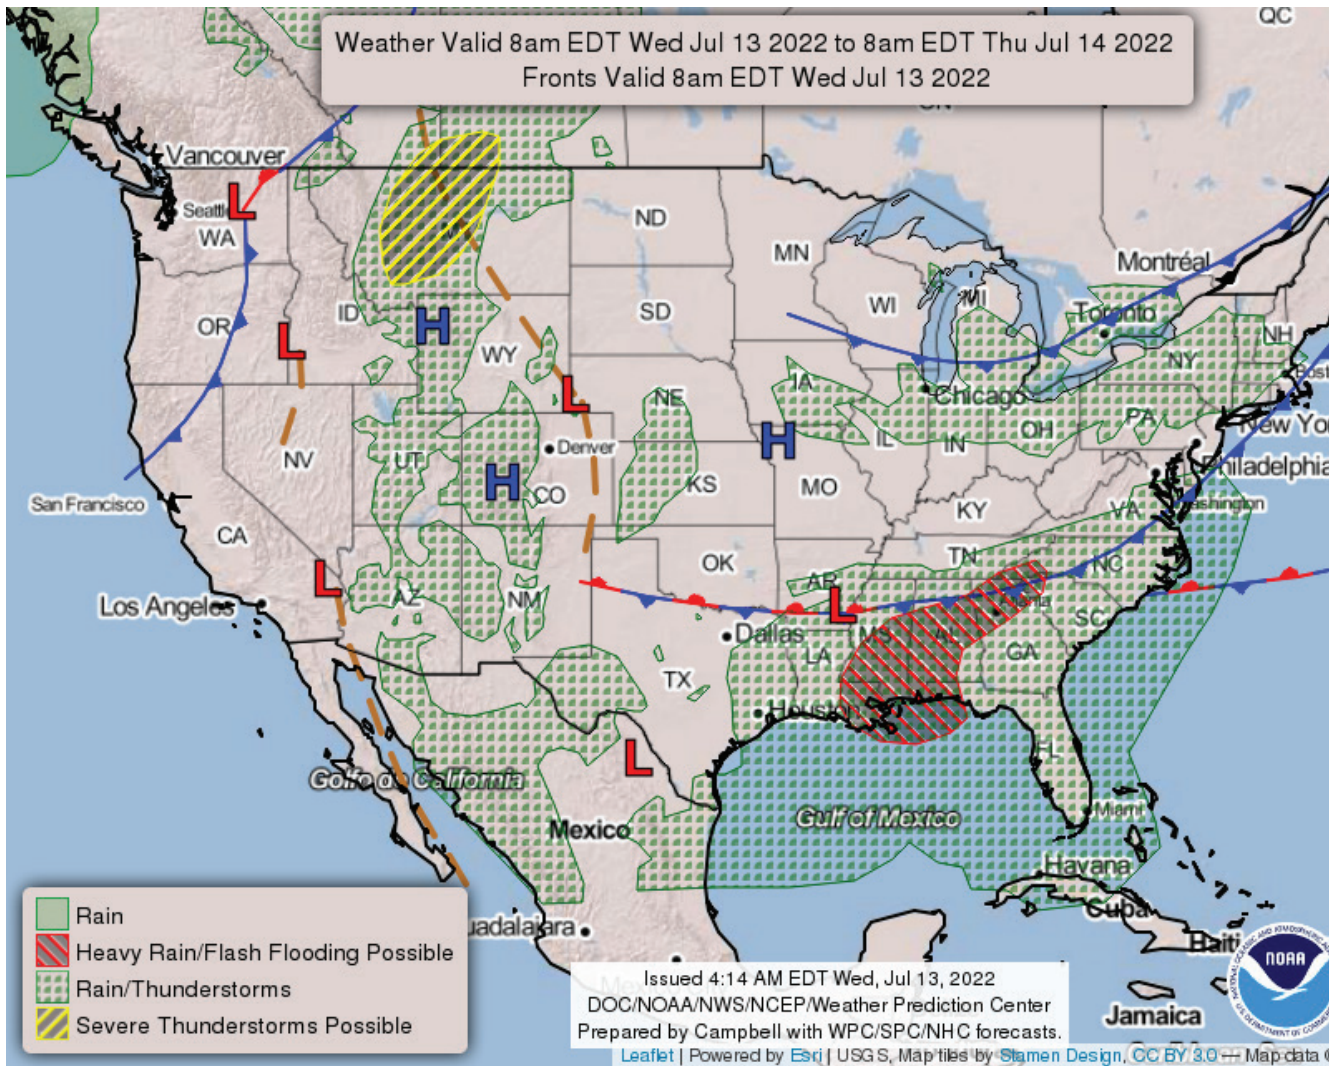 QC
Weather Valid 8am EDT Wed Jul 13 2022 to 8am EDT Thu Jul 14 2022
Fronts Valid 8am EDT Wed Jul 13 2022
Vancouver
L
WA
ND
MN
Montréal
OR
ID
H
SD
WI
MI
Toronto
NH
L
WY
NY
L
NE
IA
Chicago
PA
New
NV
UT
Denver
H
IL
IN
OH
H
CO
KS
MO
Philadelphia
San Francisco
KY
VA
CA
OK
TN
NC
L
Los Angeles
AZ
NM
AR
L
SC
Dallas
MS
AL
LA
GA
TX
Houston
FL
L
Golfo de California
Gulf of Mexico
Miami
Mexico
Havana
Cuba
Haiti
NOAA
Jamaica
Rain
Heavy Rain/Flash Flooding Possible
Rain/Thunderstorms
Severe Thunderstorms Possible
Issued 4:14 AM EDT Wed, Jul 13, 2022
DOC/NOAA/NWS/NCEP/Weather Prediction Center
Prepared by Campbell with WPC/SPC/NHC forecasts.
Leaflet | Powered by Esri | USGS, Map tiles by Stamen Design, CC BY 3.0 — Map data ©